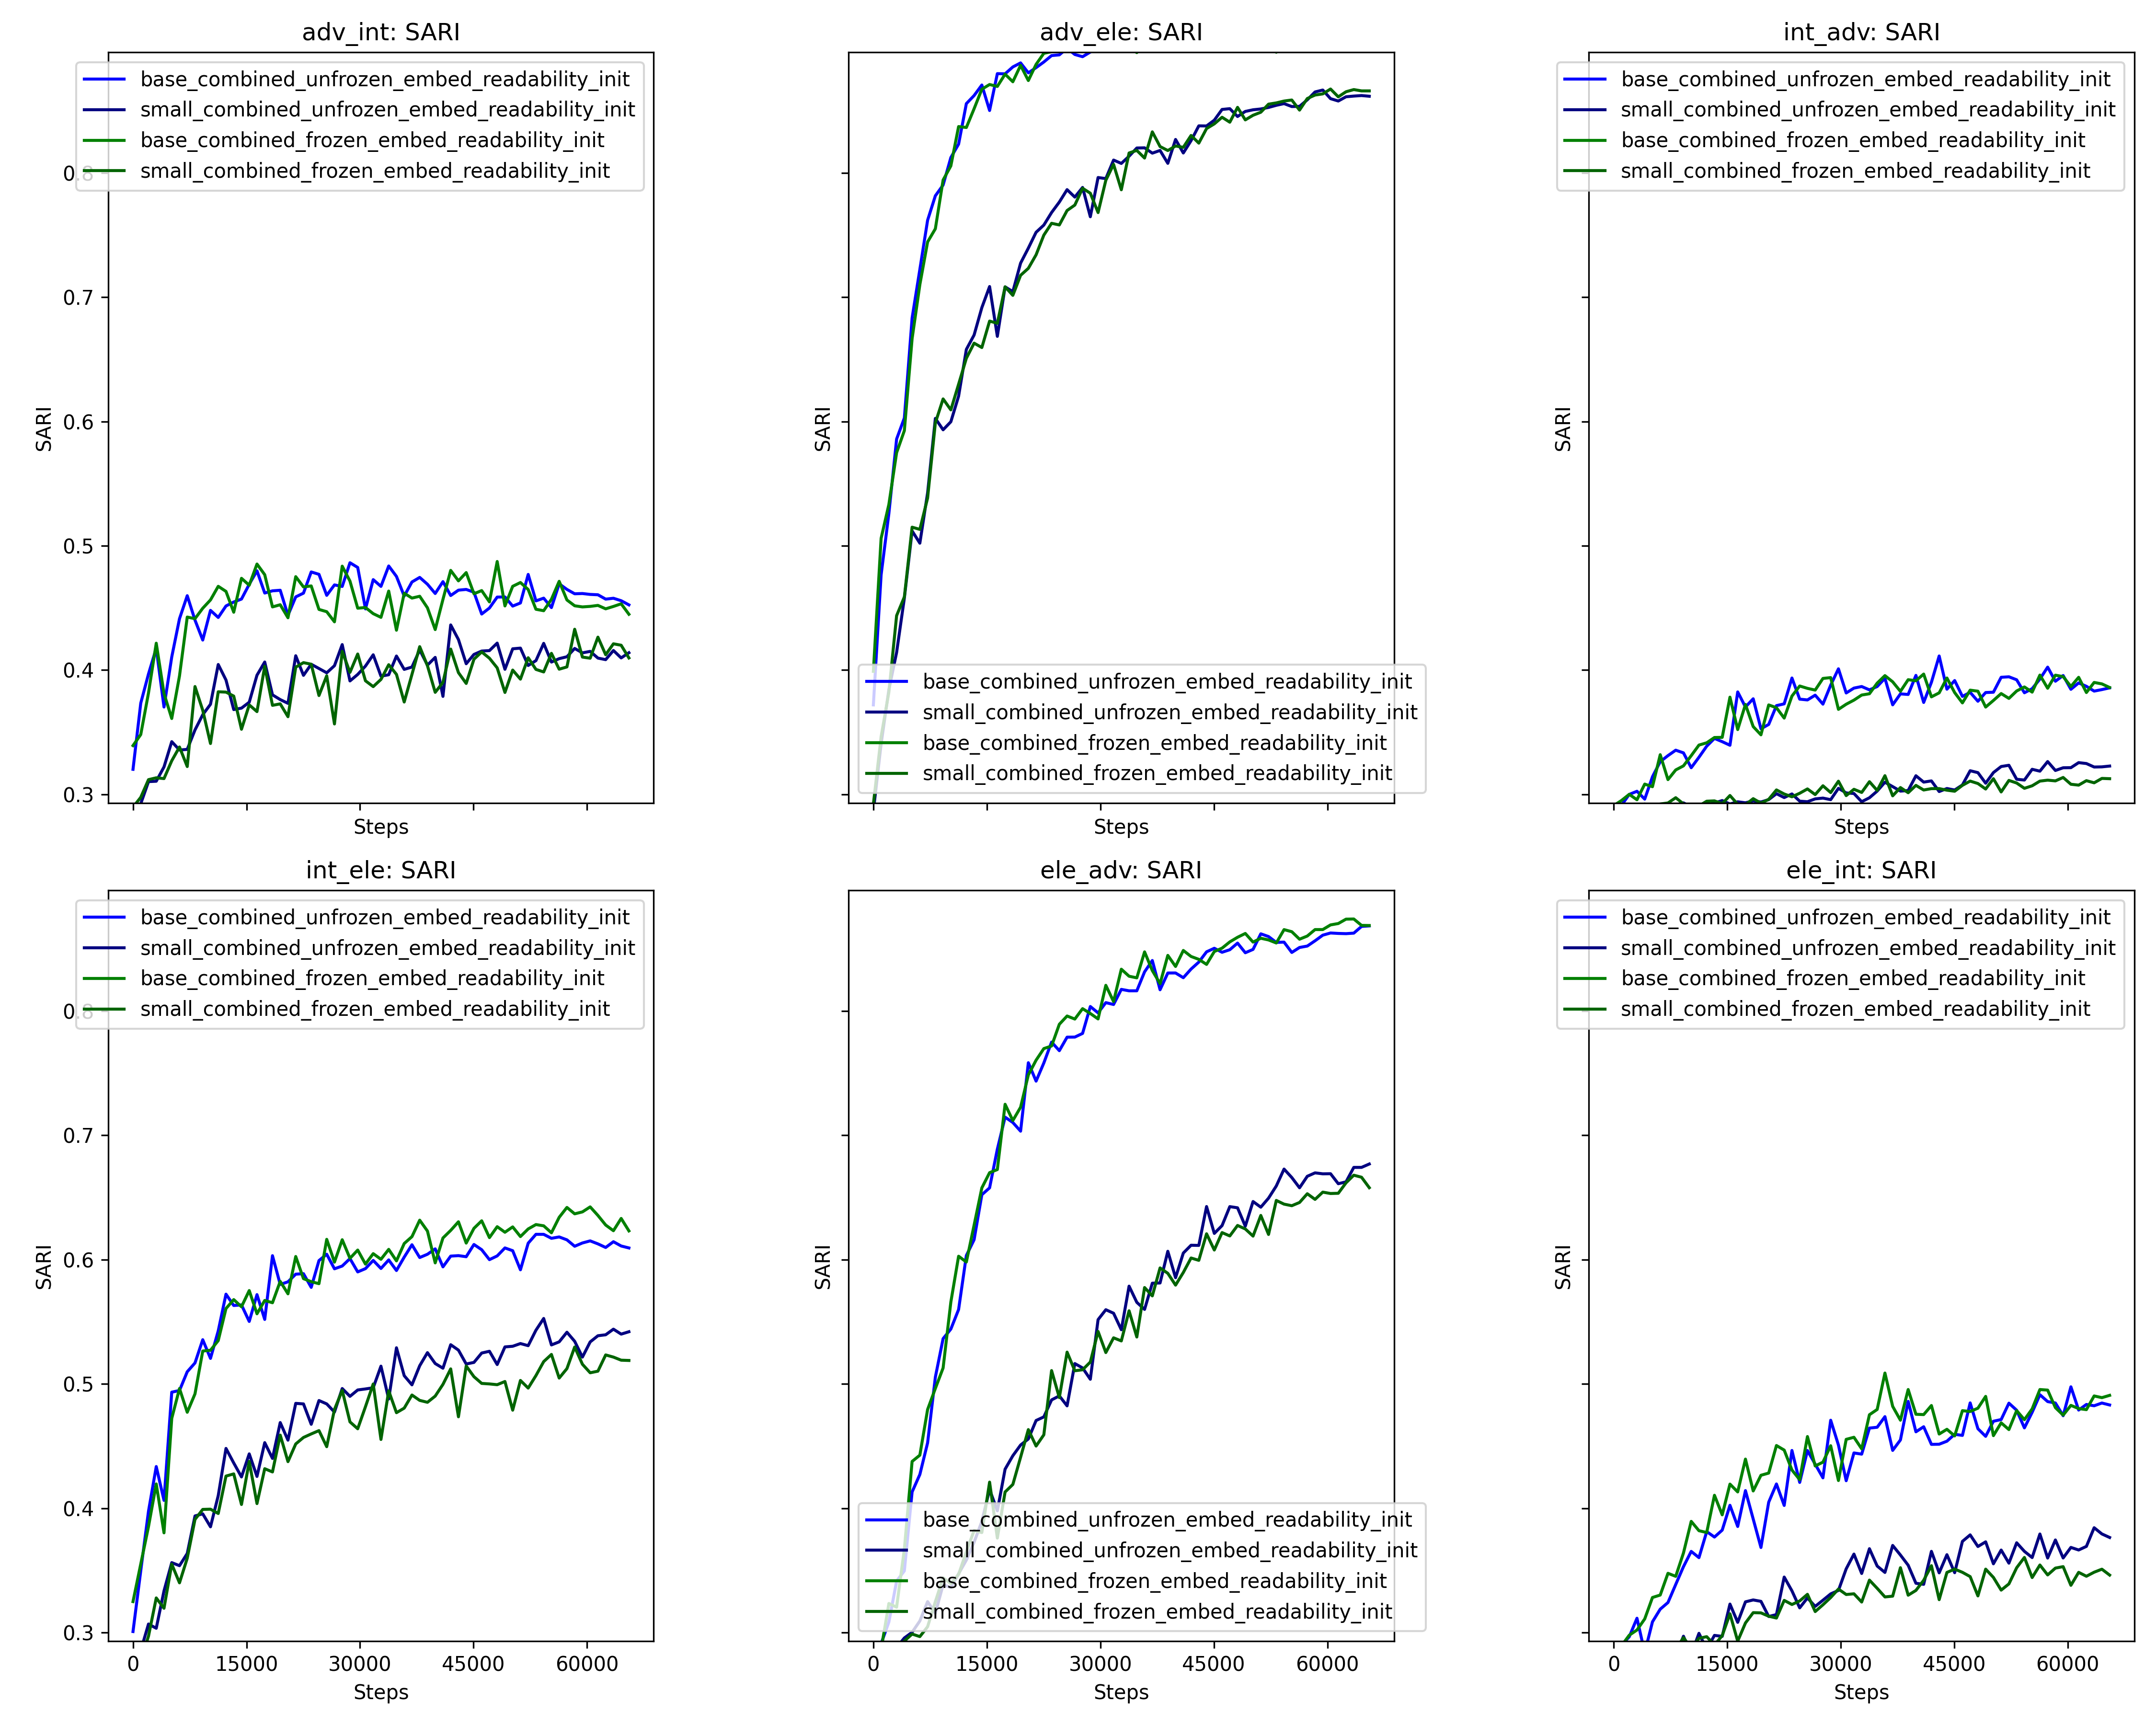 adv_int: SARI
base_combined_unfrozen_embed_readability_init
small_combined_unfrozen_embed_readability_init
base_combined_frozen_embed_readability_init
small_combined_frozen_embed_readability_init
0.8
0.7
0.6
0.5
0.4
0.3
SARI
Steps
adv_ele: SARI
base_combined_unfrozen_embed_readability_init
small_combined_unfrozen_embed_readability_init
base_combined_frozen_embed_readability_init
small_combined_frozen_embed_readability_init
SARI
Steps
int_adv: SARI
base_combined_unfrozen_embed_readability_init
small_combined_unfrozen_embed_readability_init
base_combined_frozen_embed_readability_init
small_combined_frozen_embed_readability_init
SARI
Steps
int_ele: SARI
base_combined_unfrozen_embed_readability_init
small_combined_unfrozen_embed_readability_init
base_combined_frozen_embed_readability_init
small_combined_frozen_embed_readability_init
0.8
0.7
0.6
0.5
0.4
0.3
SARI
0 15000 30000 45000 60000
Steps
ele_adv: SARI
base_combined_unfrozen_embed_readability_init
small_combined_unfrozen_embed_readability_init
base_combined_frozen_embed_readability_init
small_combined_frozen_embed_readability_init
SARI
0 15000 30000 45000 60000
Steps
ele_int: SARI
base_combined_unfrozen_embed_readability_init
small_combined_unfrozen_embed_readability_init
base_combined_frozen_embed_readability_init
small_combined_frozen_embed_readability_init
SARI
0 15000 30000 45000 60000
Steps